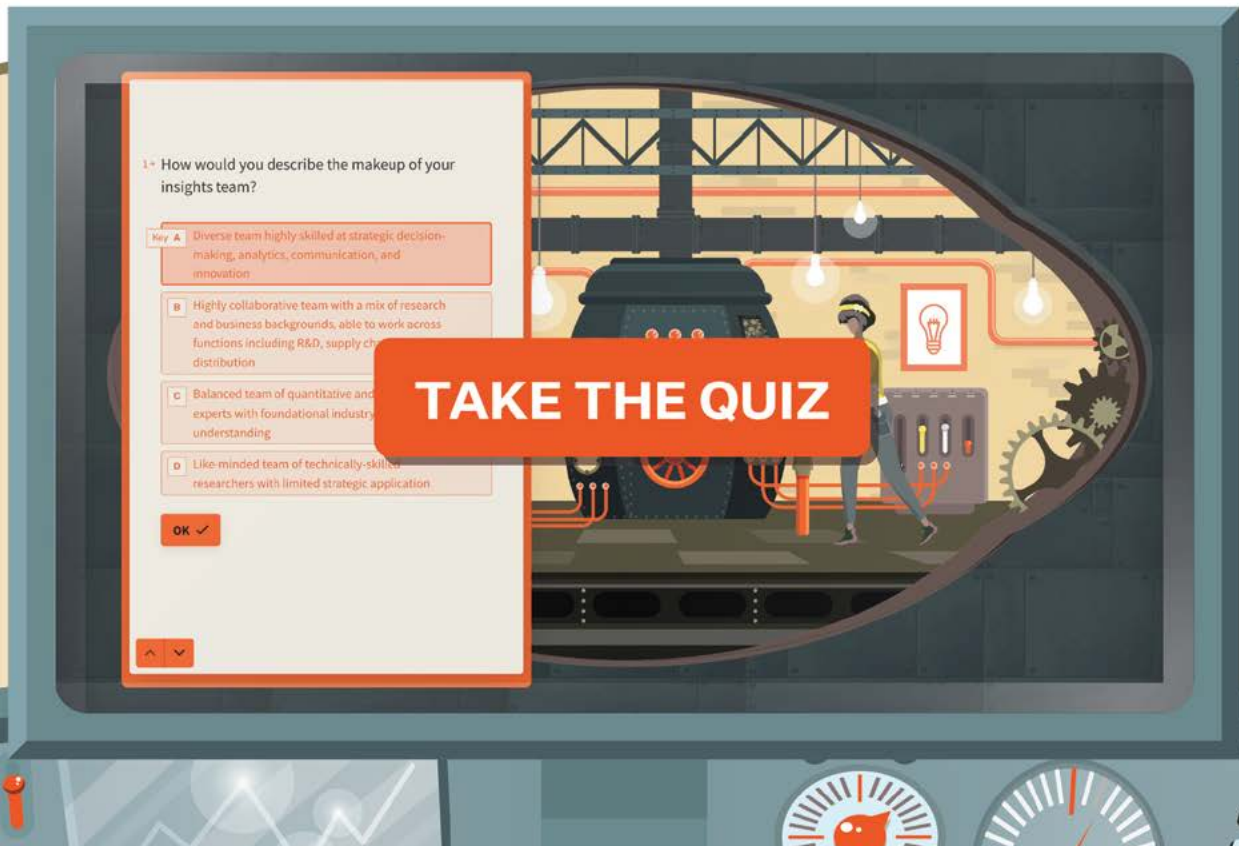 1 How would you describe the makeup of your
insights team?
Key A Diverse team highly skilled at strategic decision-
making, analytics, communication, and
innovation
B Highly collaborative team with a mix of research
and business backgrounds, able to work across
functions including R&D, supply
distribution
C Balanced team of quantitative and
experts with foundational industry
understanding
D Like-minded team of technically-skilled
researchers with limited strategic application
OK
TAKE THE QUIZ